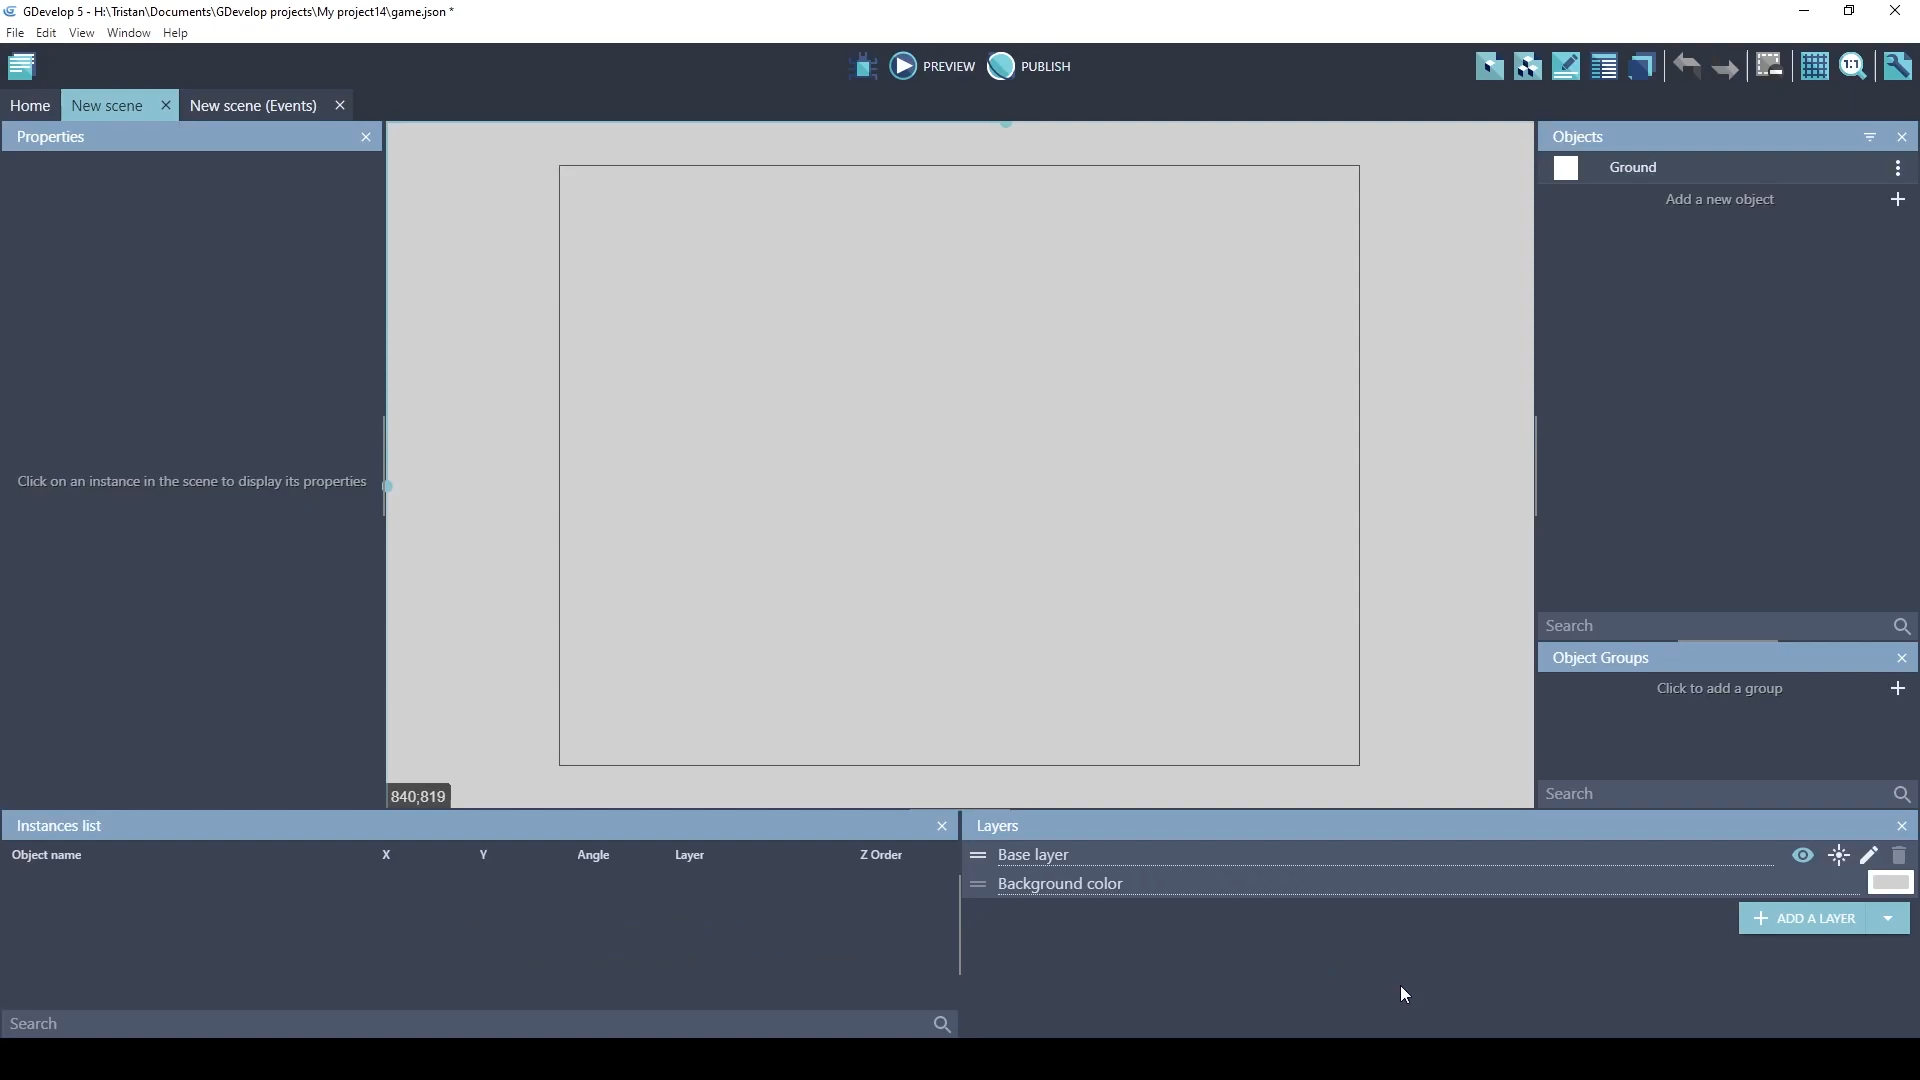 GDevelop 5 - H:\Tristan\Documents\GDevelop projects\My project14\game.json *
File Edit View Window Help
PREVIEW PUBLISH 1:1
Home New scene New scene (Events)
Properties
Objects
Ground
Add a new object
Click on an instance in the scene to display its properties
Search
Object Groups
Click to add a group
840;819
Search
Instances list
Layers
Object name X Y Angle Layer Z Order
Base layer
Background color
ADD A LAYER
Search